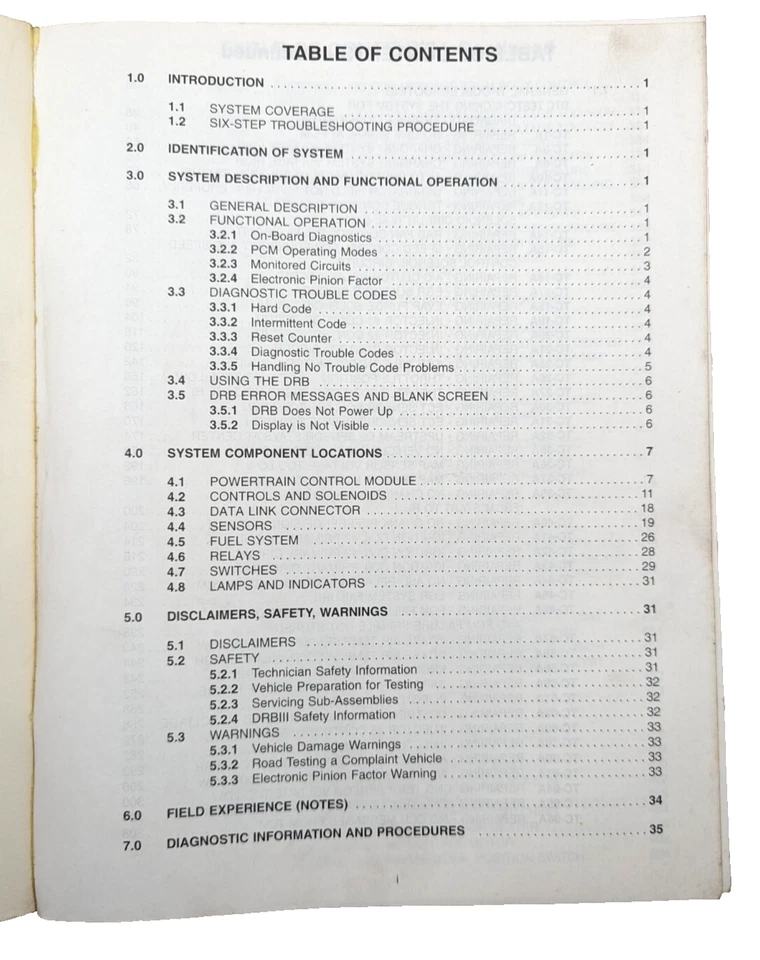 TABLE OF CONTENTS
1.0 INTRODUCTION 1
1.1 SYSTEM COVERAGE 1
1.2 SIX-STEP TROUBLESHOOTING PROCEDURE 1
2.0 IDENTIFICATION OF SYSTEM 1
3.0 SYSTEM DESCRIPTION AND FUNCTIONAL OPERATION 1
3.1 GENERAL DESCRIPTION 1
3.2 FUNCTIONAL OPERATION 1
3.2.1 On-Board Diagnostics 1
3.2.2 PCM Operating Modes 2
3.2.3 Monitored Circuits 3
3.2.4 Electronic Pinion Factor 4
3.3 DIAGNOSTIC TROUBLE CODES 4
3.3.1 Hard Code 4
3.3.2 Intermittent Code 4
3.3.3 Reset Counter 4
3.3.4 Diagnostic Trouble Codes 4
3.3.5 Handling No Trouble Code Problems 5
3.4 USING THE DRB 6
3.5 DRB ERROR MESSAGES AND BLANK SCREEN 6
3.5.1 DRB Does Not Power Up 6
3.5.2 Display is Not Visible 6
4.0 SYSTEM COMPONENT LOCATIONS 7
4.1 POWERTRAIN CONTROL MODULE 7
4.2 CONTROLS AND SOLENOIDS 11
4.3 DATA LINK CONNECTOR 18
4.4 SENSORS 19
4.5 FUEL SYSTEM 26
4.6 RELAYS 28
4.7 SWITCHES 29
4.8 LAMPS AND INDICATORS 31
5.0 DISCLAIMERS, SAFETY, WARNINGS 31
5.1 DISCLAIMERS 31
5.2 SAFETY 31
5.2.1 Technician Safety Information 31
5.2.2 Vehicle Preparation for Testing 32
5.2.3 Servicing Sub-Assemblies 32
5.2.4 DRBIII Safety Information 32
5.3 WARNINGS 33
5.3.1 Vehicle Damage Warnings 33
5.3.2 Road Testing a Complaint Vehicle 33
5.3.3 Electronic Pinion Factor Warning 33
6.0 FIELD EXPERIENCE (NOTES) 34
7.0 DIAGNOSTIC INFORMATION AND PROCEDURES 35
i